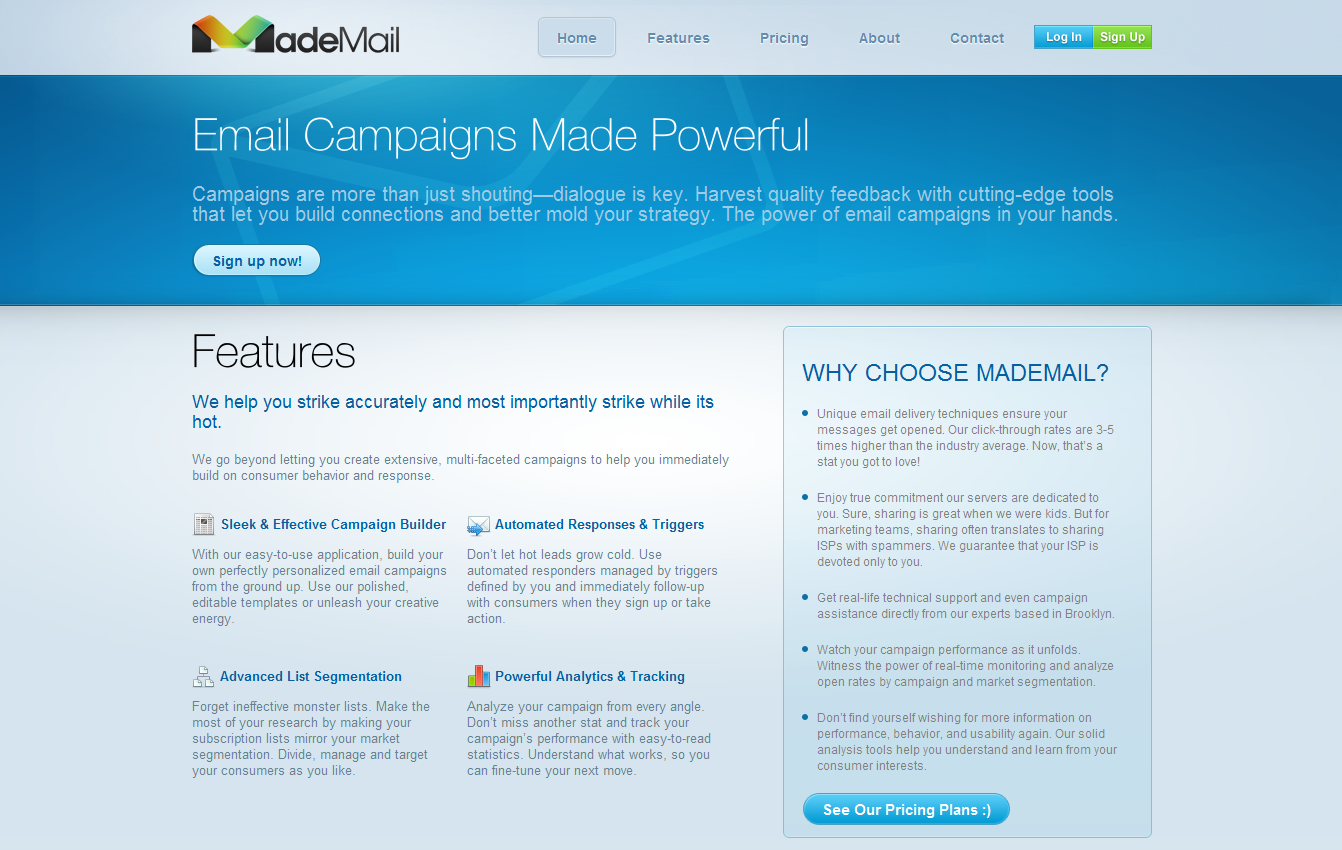 MadeMail
Home
Features
Pricing
About
Contact
Log In
Sign Up
Email Campaigns Made Powerful
Campaigns are more than just shouting—dialogue is key. Harvest quality feedback with cutting-edge tools
that let you build connections and better mold your strategy. The power of email campaigns in your hands.
Sign up now!
Features
We help you strike accurately and most importantly strike while its
hot.
We go beyond letting you create extensive, multi-faceted campaigns to help you immediately
build on consumer behavior and response.
Sleek & Effective Campaign Builder
With our easy-to-use application, build your
own perfectly personalized email campaigns
from the ground up. Use our polished,
editable templates or unleash your creative
energy.
Automated Responses & Triggers
Don't let hot leads grow cold. Use
automated responders managed by triggers
defined by you and immediately follow-up
with consumers when they sign up or take
action.
Advanced List Segmentation
Forget ineffective monster lists. Make the
most of your research by making your
subscription lists mirror your market
segmentation. Divide, manage and target
your consumers as you like.
Powerful Analytics & Tracking
Analyze your campaign from every angle.
Don't miss another stat and track your
campaign's performance with easy-to-read
statistics. Understand what works, so you
can fine-tune your next move.
WHY CHOOSE MADEMAIL?
Unique email delivery techniques ensure your
messages get opened. Our click-through rates are 3-5
times higher than the industry average. Now, that's a
stat you got to love!
Enjoy true commitment our servers are dedicated to
you. Sure, sharing is great when we were kids. But for
marketing teams, sharing often translates to sharing
ISPs with spammers. We guarantee that your ISP is
devoted only to you.
Get real-life technical support and even campaign
assistance directly from our experts based in Brooklyn.
Watch your campaign performance as it unfolds.
Witness the power of real-time monitoring and analyze
open rates by campaign and market segmentation.
Don't find yourself wishing for more information on
performance, behavior, and usability again. Our solid
analysis tools help you understand and learn from your
consumer interests.
See Our Pricing Plans :)